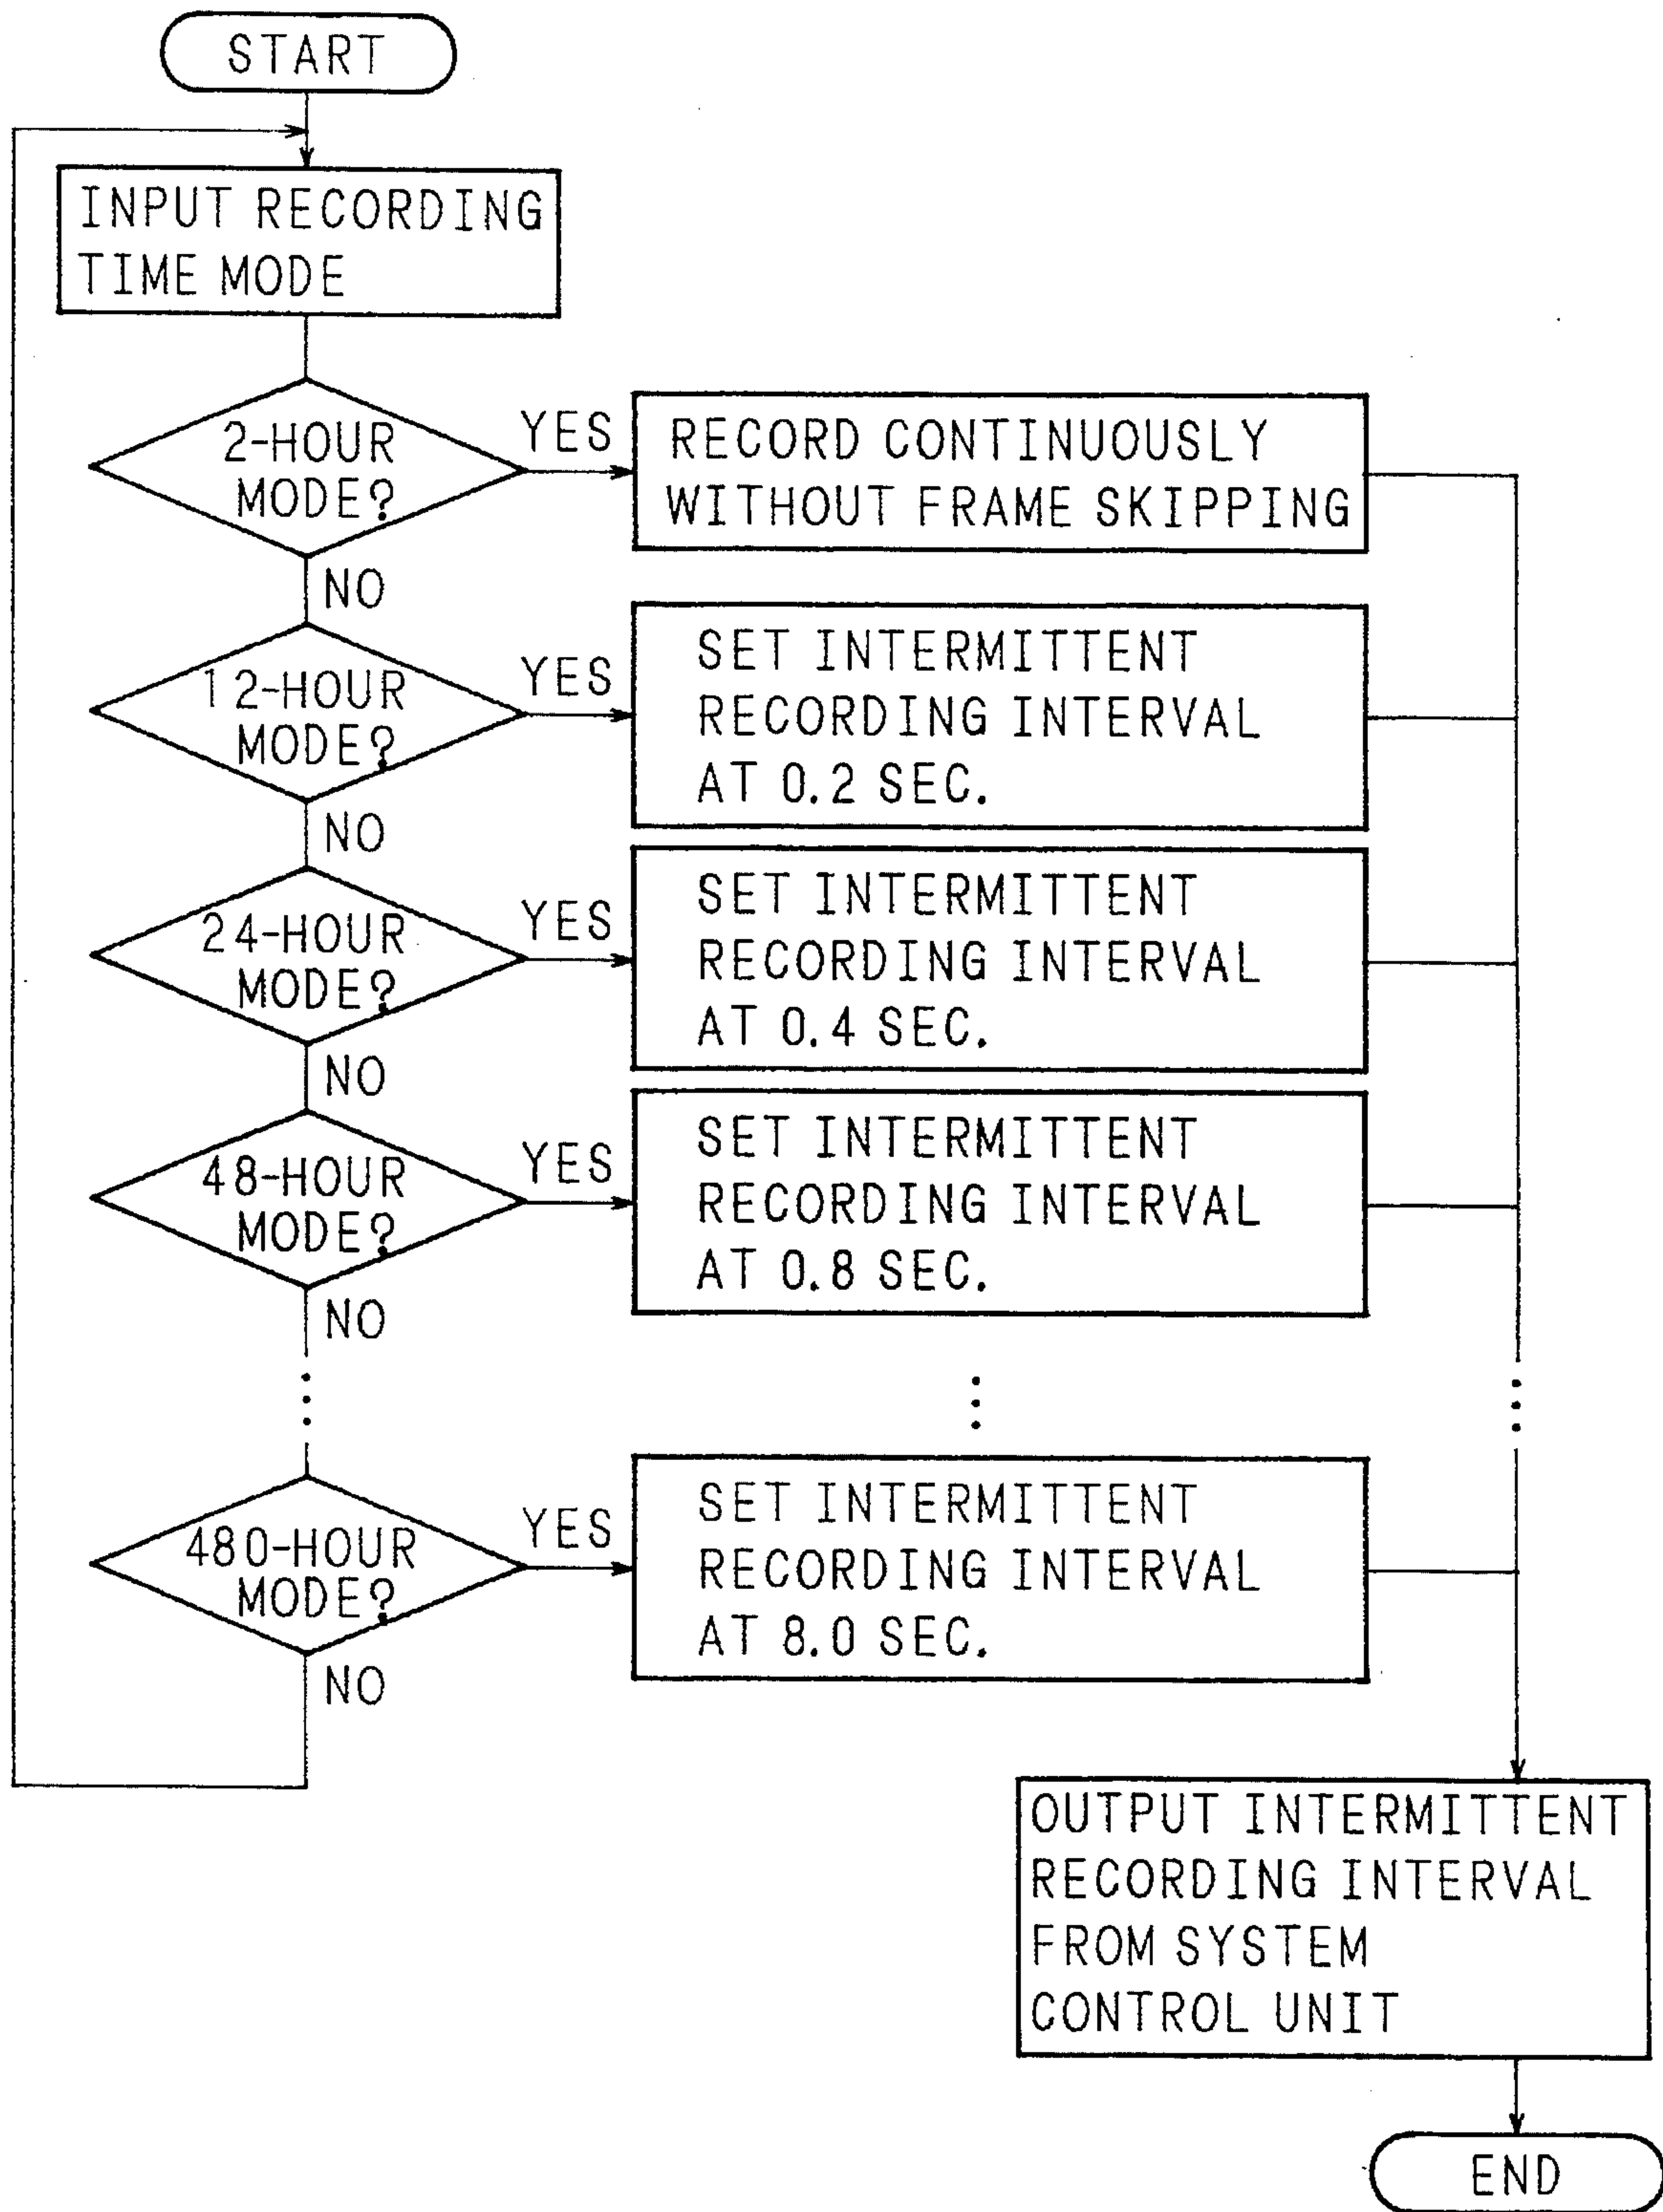 START
INPUT RECORDING
TIME MODE
2-HOUR
MODE?
YES
RECORD CONTINUOUSLY
WITHOUT FRAME SKIPPING
NO
12-HOUR
MODE?
YES
SET INTERMITTENT
RECORDING INTERVAL
AT 0.2 SEC.
NO
24-HOUR
MODE?
YES
SET INTERMITTENT
RECORDING INTERVAL
AT 0.4 SEC.
NO
48-HOUR
MODE?
YES
SET INTERMITTENT
RECORDING INTERVAL
AT 0.8 SEC.
NO
480-HOUR
MODE?
YES
SET INTERMITTENT
RECORDING INTERVAL
AT 8.0 SEC.
NO
OUTPUT INTERMITTENT
RECORDING INTERVAL
FROM SYSTEM
CONTROL UNIT
END